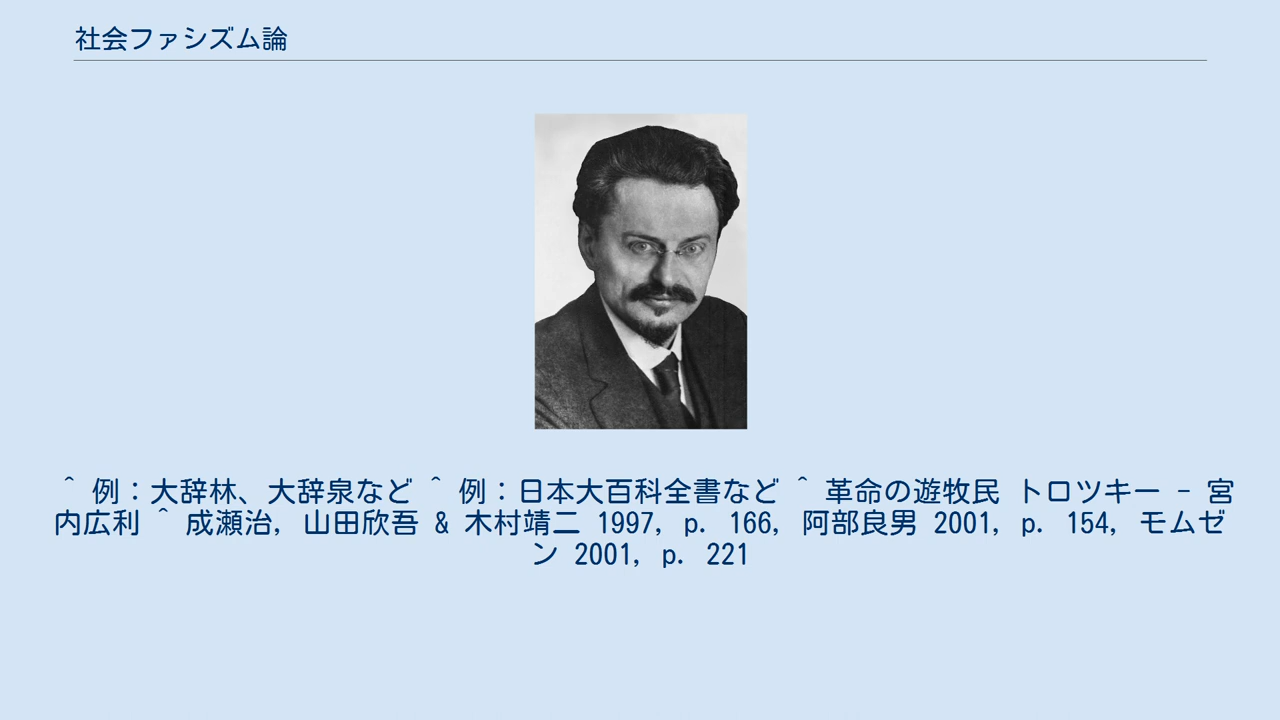 社会ファシズム論
^ 例：大辞林、大辞泉など ^ 例：日本大百科全書など ^ 革命の遊牧民 トロツキー - 宮
内広利 ^ 成瀬治, 山田欣吾 & 木村靖二 1997, p. 166, 阿部良男 2001, p. 154, モムゼ
ン 2001, p. 221